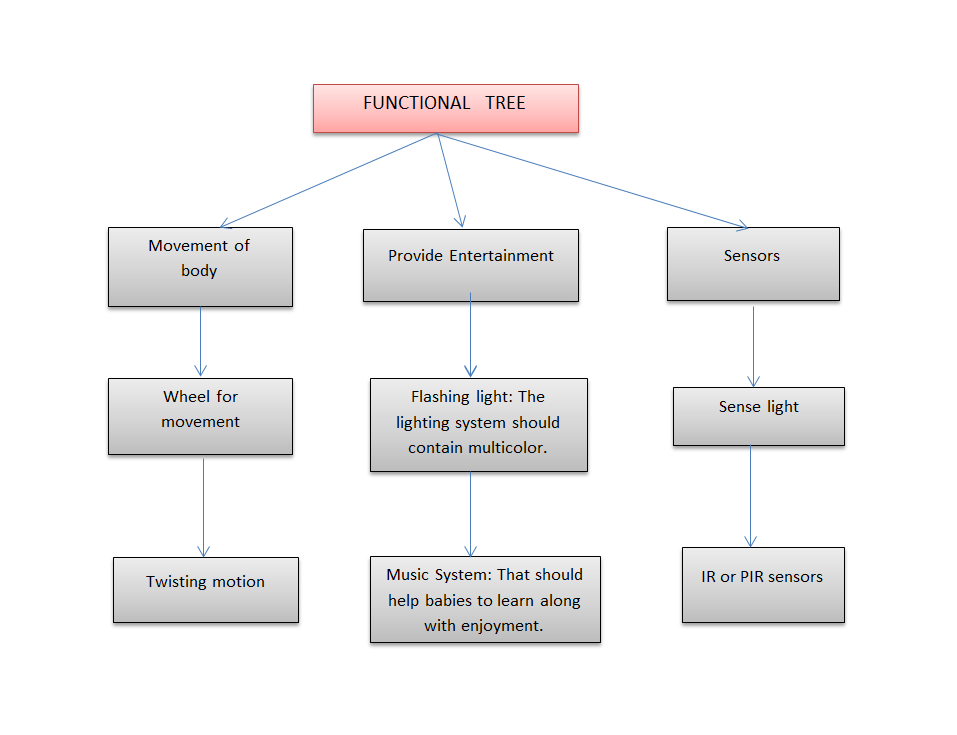 FUNCTIONAL TREE
Movement of
body
Provide Entertainment
Sensors
Wheel for
movement
Flashing light: The
lighting system should
contain multicolor.
Sense light
Twisting motion
Music System: That should
help babies to learn along
with enjoyment.
IR or PIR sensors